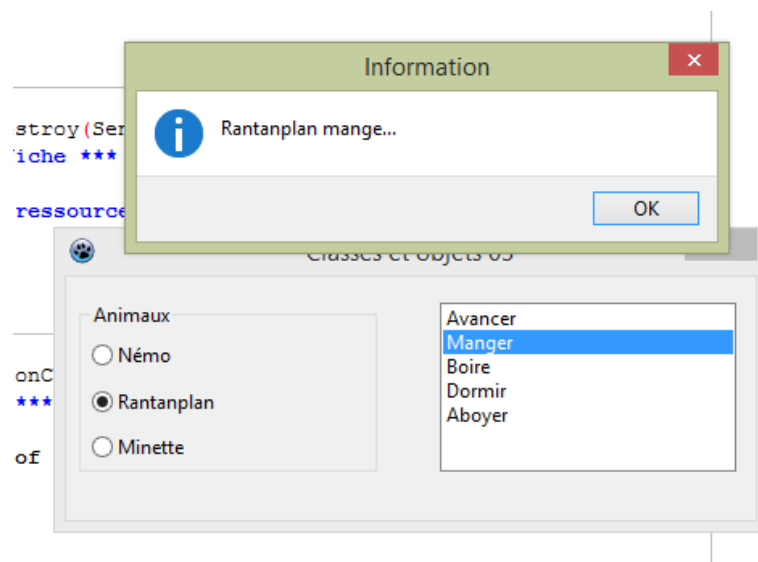 Information
stroy(Ser
Rantanplan mange...
iche ***
ressource
OK
Classes et objets 03
Animaux
Némo
Rantanplan
Minette
Avancer
Manger
Boire
Dormir
Aboyer
onC
***
of